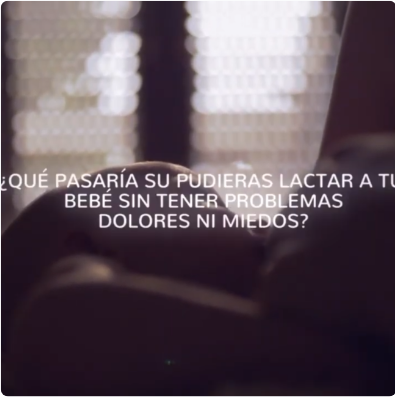 ¿QUÉ PASARÍA SU PUDIERAS LACTAR A TU
BEBÉ SIN TENER PROBLEMAS
DOLORES NI MIEDOS?